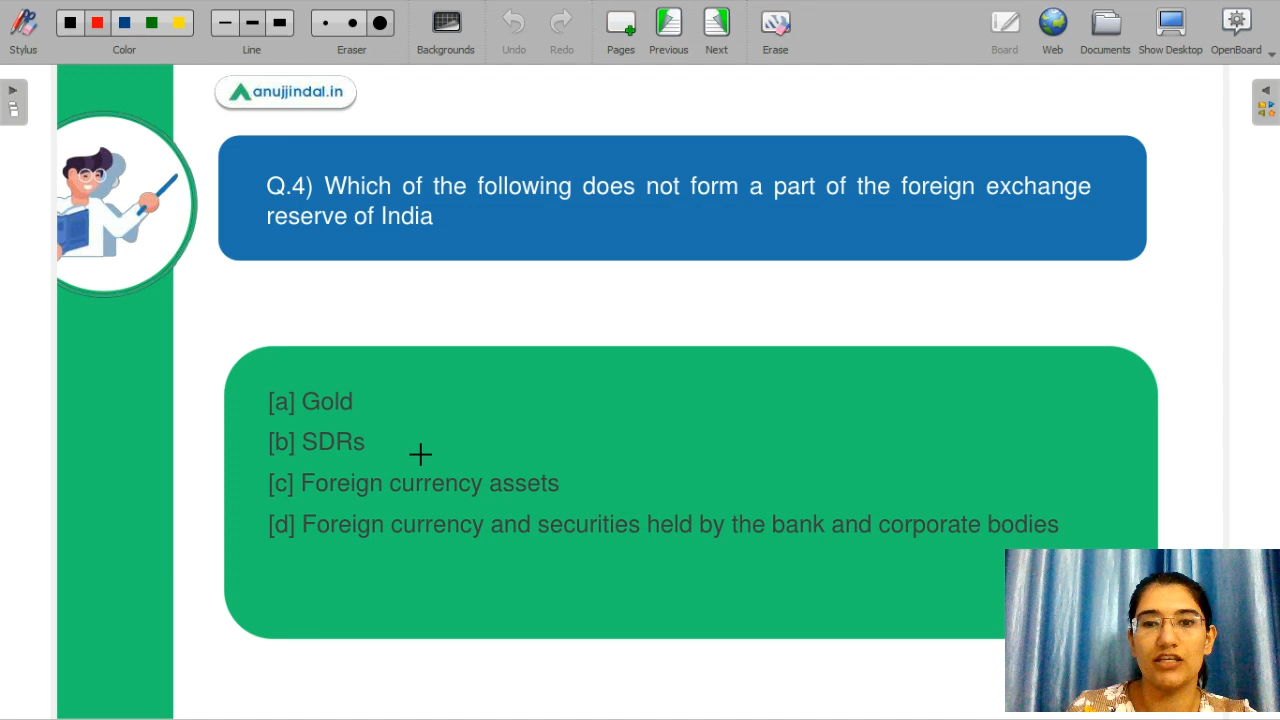 Stylus
Color
Line
Eraser
Backgrounds
Undo
Redo
Pages
Previous
Next
Erase
Board
Web
Documents
Show Desktop
OpenBoard
anujjindal.in
Q.4) Which of the following does not form a part of the foreign exchange
reserve of India
[a] Gold
[b] SDRs
[c] Foreign currency assets
[d] Foreign currency and securities held by the bank and corporate bodies